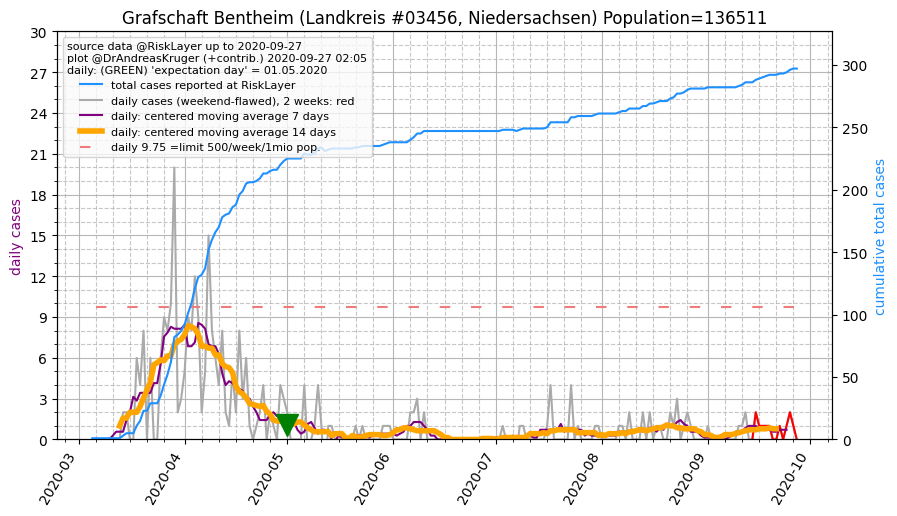 Grafschaft Bentheim (Landkreis #03456, Niedersachsen) Population=136511
source data @RiskLayer up to 2020-09-27
plot @DrAndreasKruger (+contrib.) 2020-09-27 02:05
daily: (GREEN) 'expectation day' = 01.05.2020
total cases reported at RiskLayer
daily cases (weekend-flawed), 2 weeks: red
daily: centered moving average 7 days
daily: centered moving average 14 days
daily 9.75 =limit 500/week/1mio pop.
daily cases
30
27
24
21
18
15
12
9
6
3
0
cumulative total cases
300
250
200
150
100
50
0
2020-03
2020-04
2020-05
2020-06
2020-07
2020-08
2020-09
2020-10